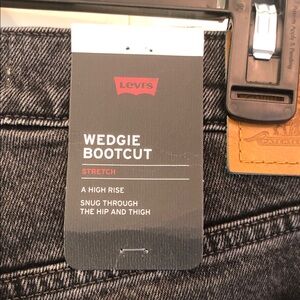 LEVI'S
WEDGIE
BOOTCUT
STRETCH
A HIGH RISE
SNUG THROUGH
THE HIP AND THIGH